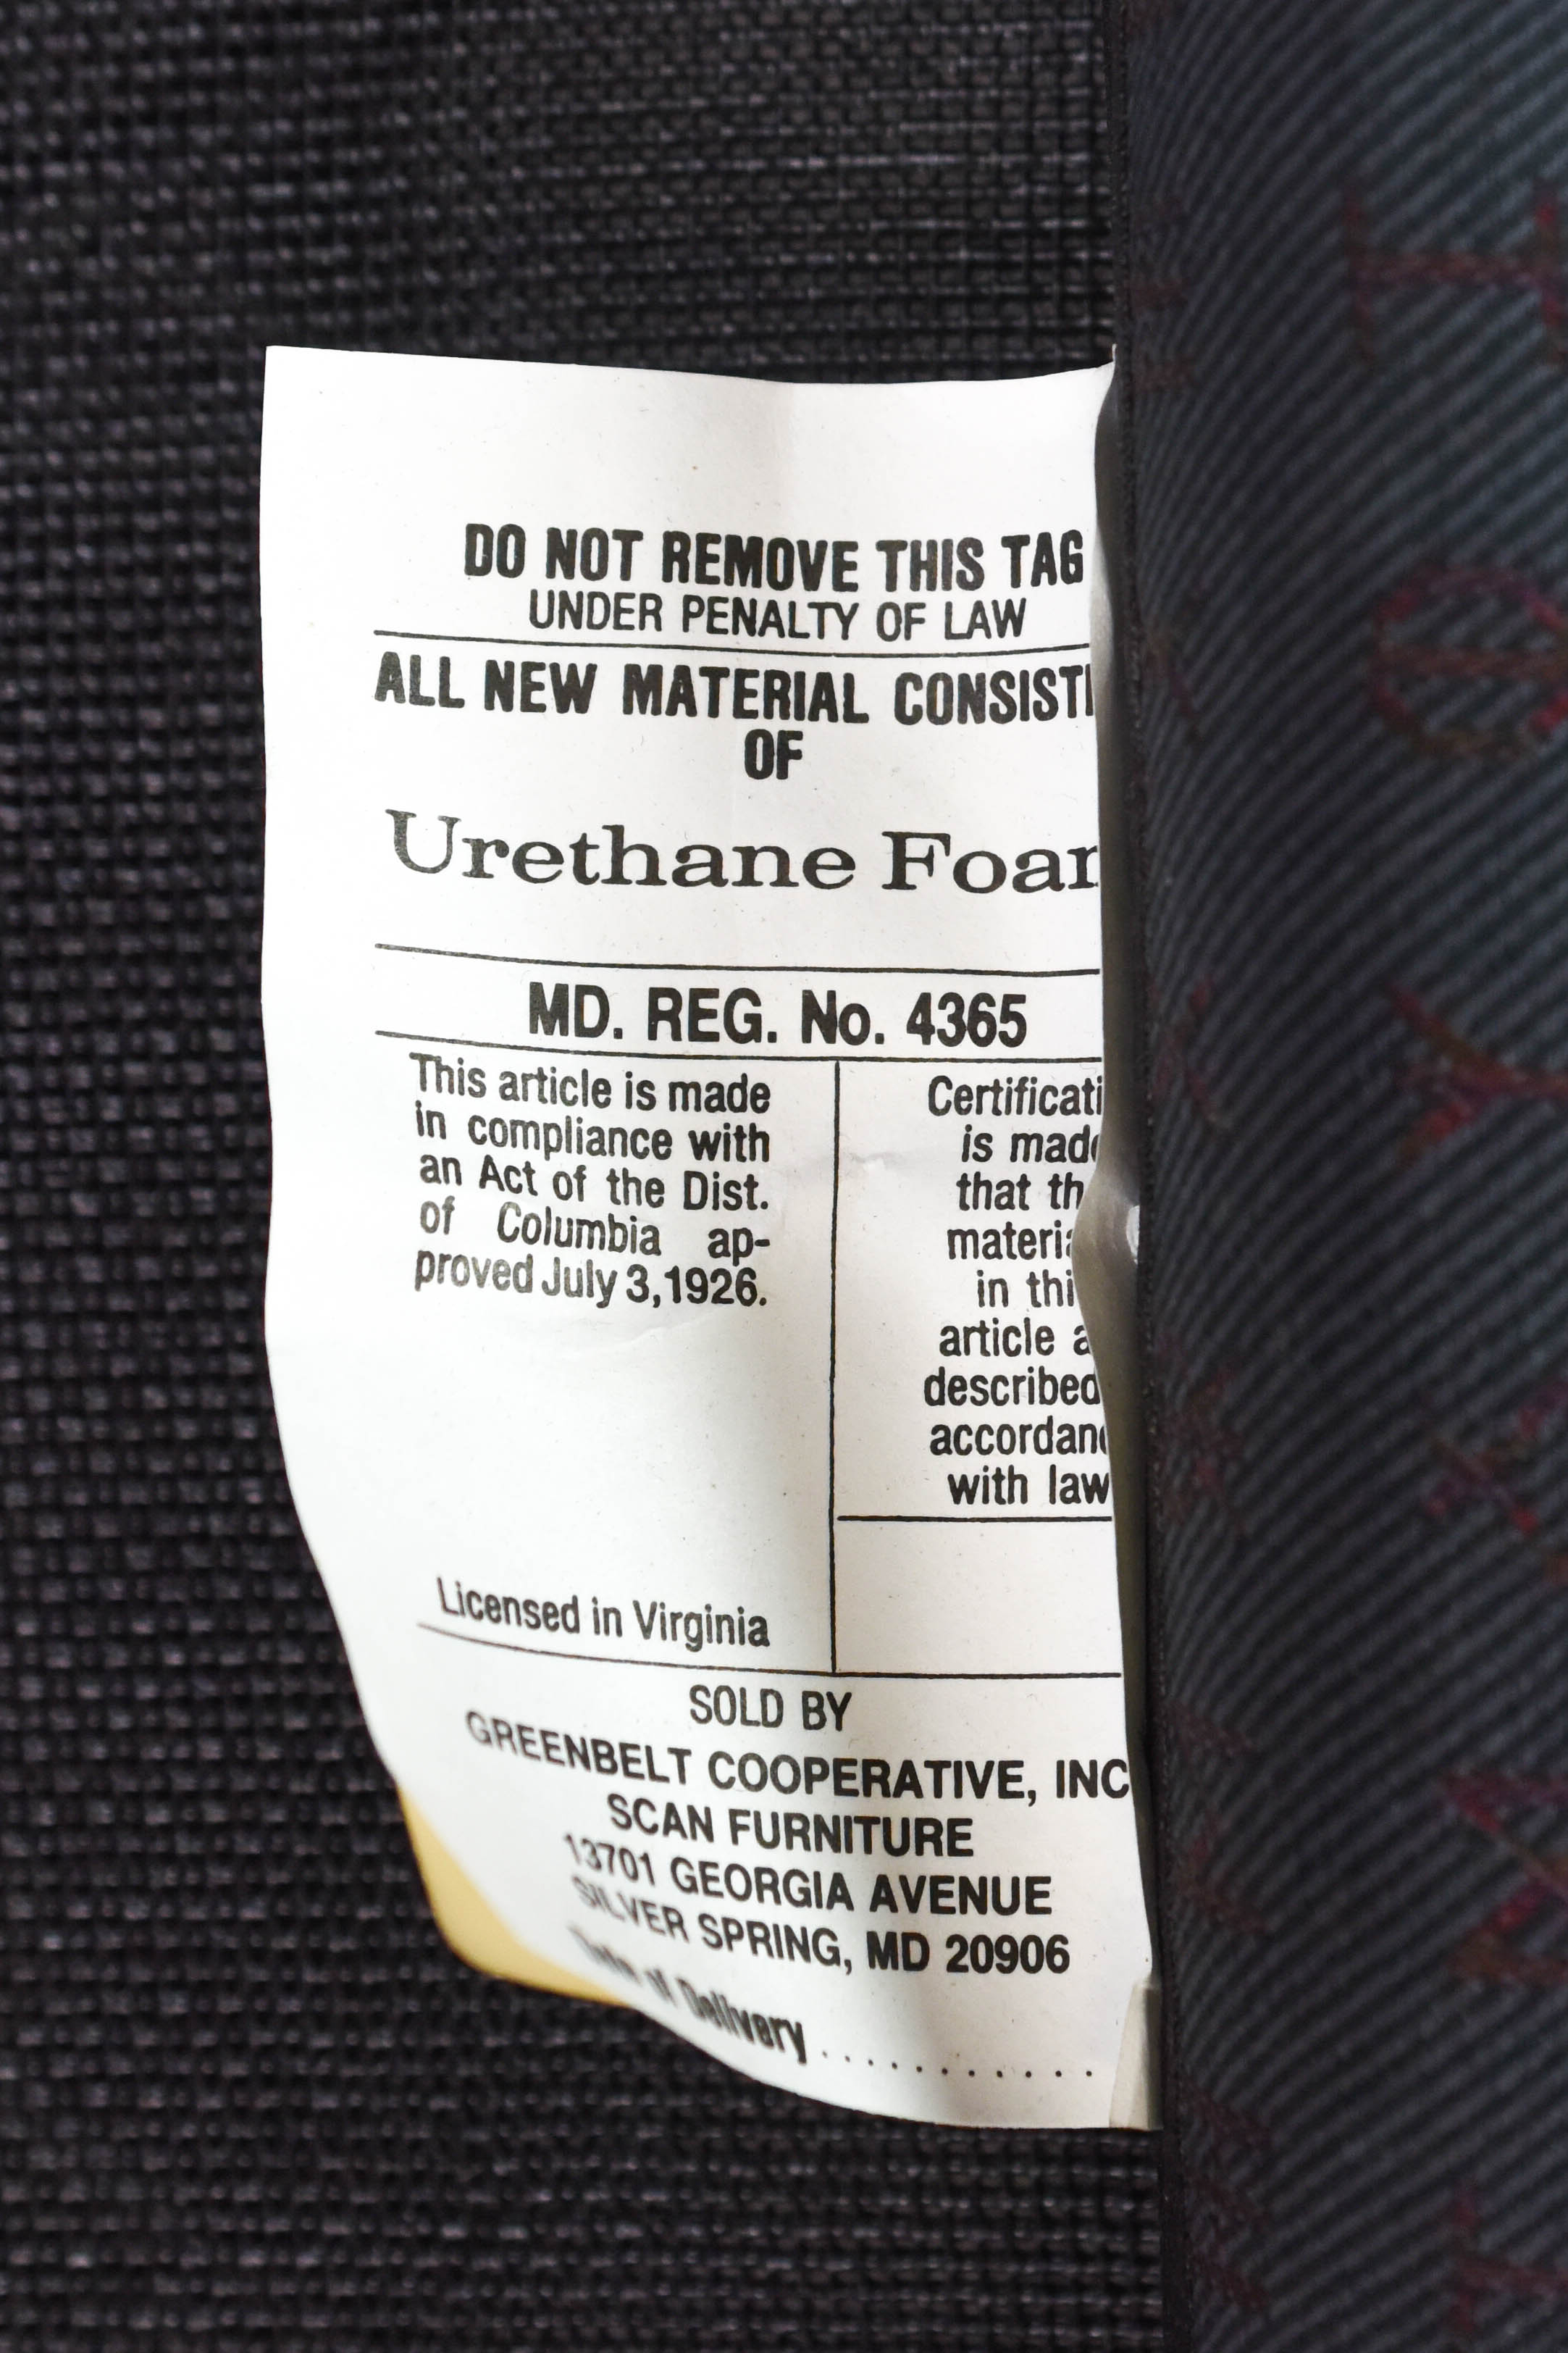 DO NOT REMOVE THIS TAG
UNDER PENALTY OF LAW
ALL NEW MATERIAL CONSISTI
OF
Urethane Foam
MD. REG. No. 4365
This article is made
in compliance with
an Act of the Dist.
of Columbia ap-
proved July 3, 1926.
Licensed in Virginia
Certificati
is made
that th
materia
in thi
article a
described
accordanc
with law
SOLD BY
GREENBELT COOPERATIVE, INC
SCAN FURNITURE
13701 GEORGIA AVENUE
SILVER SPRING, MD 20906
Date of Delivery . . . . . . . . . . . .